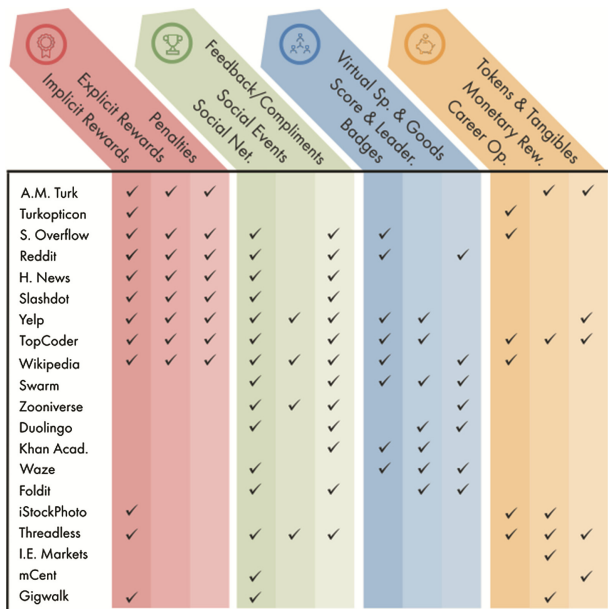 Implicit Rewards
Explicit Rewards
Penalties
Social Net.
Social Events
Feedback/Compliments
Badges
Score & Leader.
Virtual Sp. & Goods
Career Op.
Monetary Rew.
Tokens & Tangibles
A.M. Turk ✓ ✓ ✓ ✓ ✓
Turkopticon ✓ ✓
S. Overflow ✓ ✓ ✓ ✓ ✓ ✓ ✓
Reddit ✓ ✓ ✓ ✓ ✓ ✓ ✓
H. News ✓ ✓ ✓ ✓ ✓
Slashdot ✓ ✓ ✓ ✓ ✓
Yelp ✓ ✓ ✓ ✓ ✓ ✓ ✓ ✓ ✓
TopCoder ✓ ✓ ✓ ✓ ✓ ✓ ✓ ✓ ✓ ✓
Wikipedia ✓ ✓ ✓ ✓ ✓ ✓ ✓ ✓ ✓
Swarm ✓ ✓ ✓ ✓ ✓
Zooniverse ✓ ✓ ✓ ✓
Duolingo ✓ ✓ ✓ ✓
Khan Acad. ✓ ✓ ✓
Waze ✓ ✓ ✓ ✓
Foldit ✓ ✓ ✓ ✓
iStockPhoto ✓ ✓ ✓
Threadless ✓ ✓ ✓ ✓ ✓ ✓ ✓
I.E. Markets ✓
mCent ✓ ✓
Gigwalk ✓ ✓ ✓